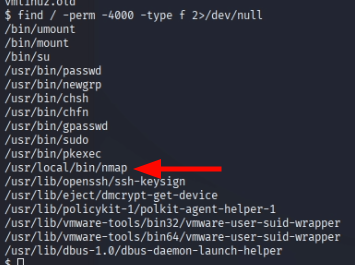 vmlinuz.old
$ find / -perm -4000 -type f 2>/dev/null
/bin/umount
/bin/mount
/bin/su
/usr/bin/passwd
/usr/bin/newgrp
/usr/bin/chsh
/usr/bin/chfn
/usr/bin/gpasswd
/usr/bin/sudo
/usr/bin/pkexec
/usr/local/bin/nmap
/usr/lib/openssh/ssh-keysign
/usr/lib/eject/dmcrypt-get-device
/usr/lib/policykit-1/polkit-agent-helper-1
/usr/lib/vmware-tools/bin32/vmware-user-suid-wrapper
/usr/lib/vmware-tools/bin64/vmware-user-suid-wrapper
/usr/lib/dbus-1.0/dbus-daemon-launch-helper
$